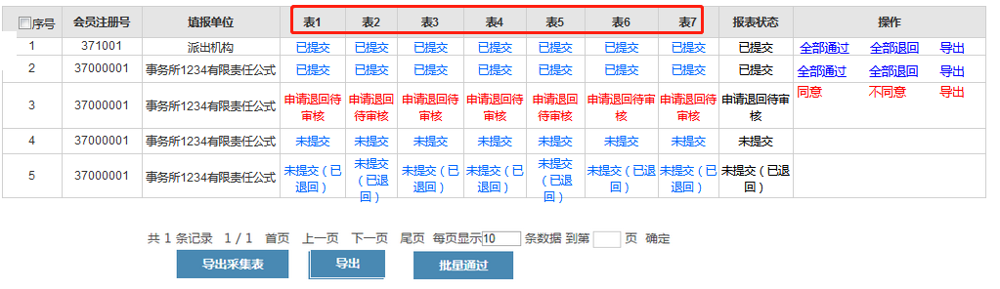 序号 会员注册号 填报单位 表1 表2 表3 表4 表5 表6 表7 报表状态 操作
1 371001 派出机构 已提交 已提交 已提交 已提交 已提交 已提交 已提交 已提交 全部通过 全部退回 导出
2 37000001 事务所1234有限责任公式 已提交 已提交 已提交 已提交 已提交 已提交 已提交 已提交 全部通过 全部退回 导出
3 37000001 事务所1234有限责任公式 申请退回待审核 申请退回待审核 申请退回待审核 申请退回待审核 申请退回待审核 申请退回待审核 申请退回待审核 申请退回待审核 同意 不同意 导出
4 37000001 事务所1234有限责任公式 未提交 未提交 未提交 未提交 未提交 未提交 未提交 未提交
5 37000001 事务所1234有限责任公式 未提交（已退回） 未提交（已退回） 未提交（已退回） 未提交（已退回） 未提交（已退回） 未提交（已退回） 未提交（已退回） 未提交（已退回）
共 1 条记录 1 / 1 首页 上一页 下一页 尾页 每页显示10 条数据 到第 页 确定
导出采集表 导出 批量通过